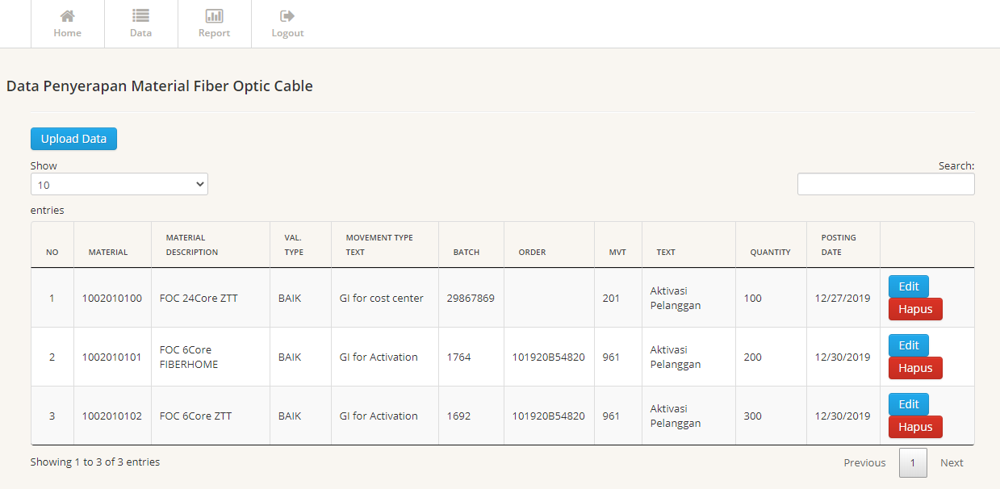 Home Data Report Logout
Data Penyerapan Material Fiber Optic Cable
Upload Data
Show
Search:
10
entries
NO MATERIAL MATERIAL DESCRIPTION VAL. TYPE MOVEMENT TYPE TEXT BATCH ORDER MVT TEXT QUANTITY POSTING DATE
1 1002010100 FOC 24Core ZTT BAIK GI for cost center 29867869 201 Aktivasi Pelanggan 100 12/27/2019 Edit Hapus
2 1002010101 FOC 6Core FIBERHOME BAIK GI for Activation 1764 101920B54820 961 Aktivasi Pelanggan 200 12/30/2019 Edit Hapus
3 1002010102 FOC 6Core ZTT BAIK GI for Activation 1692 101920B54820 961 Aktivasi Pelanggan 300 12/30/2019 Edit Hapus
Showing 1 to 3 of 3 entries
Previous 1 Next